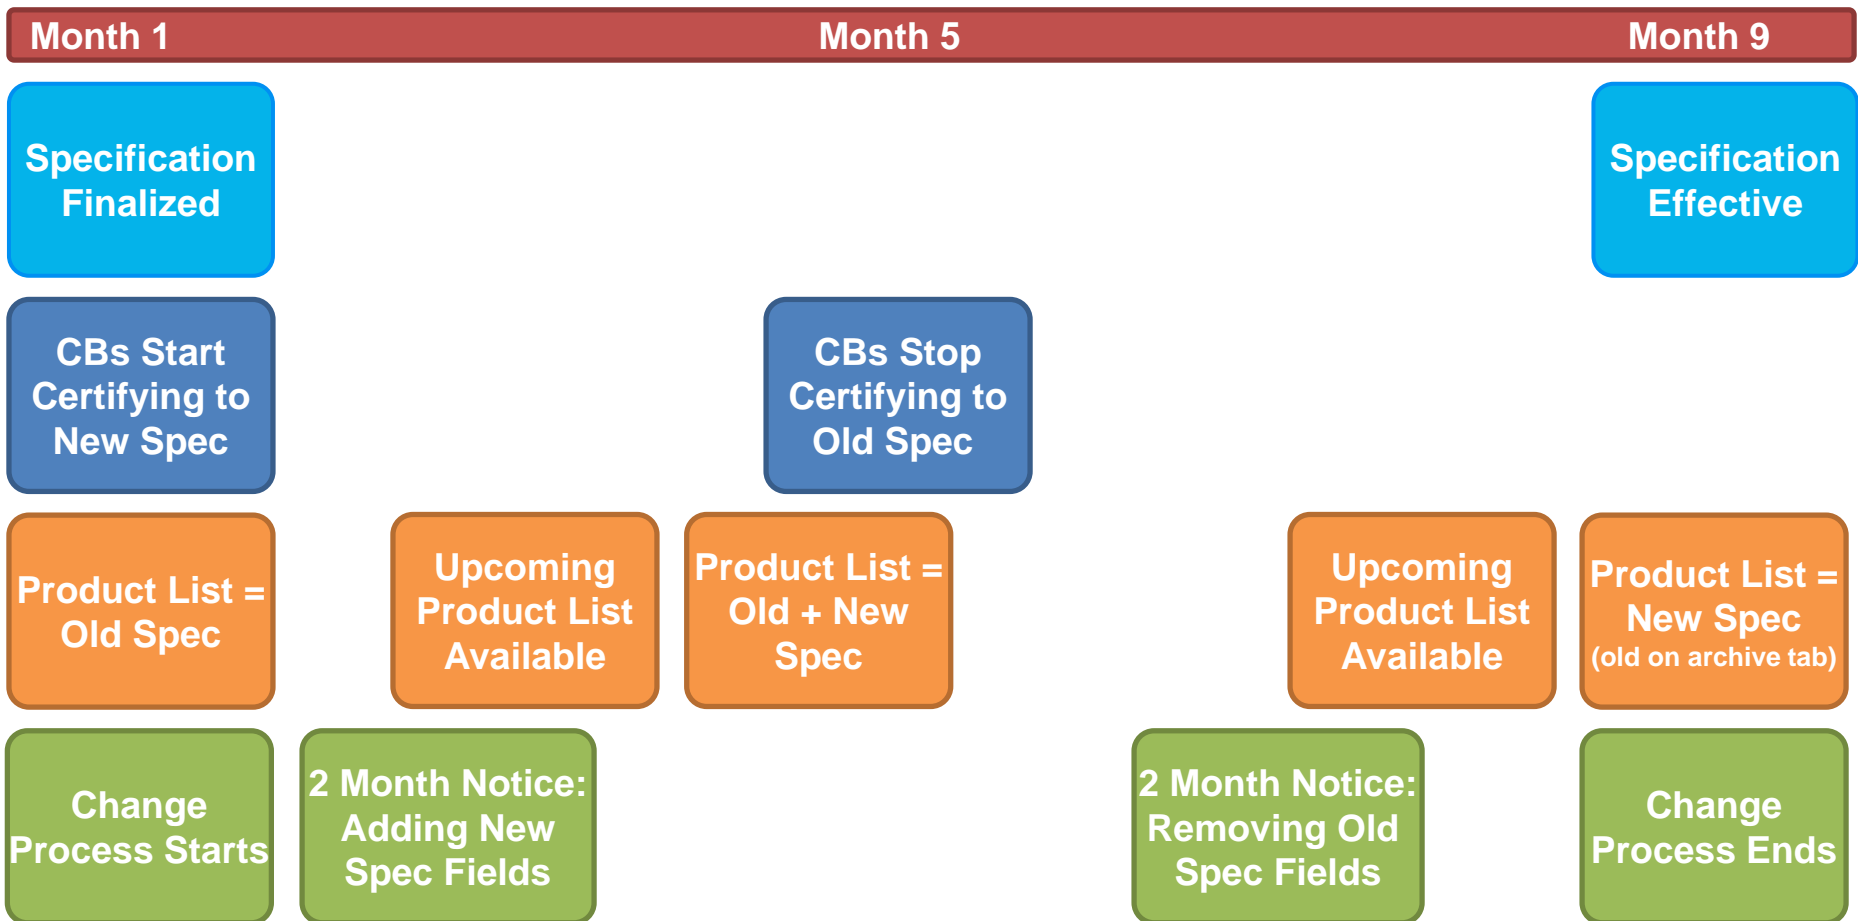 Month 1
Month 5
Month 9
Specification
Finalized
Specification
Effective
CBs Start
Certifying to
New Spec
CBs Stop
Certifying to
Old Spec
Product List =
Old Spec
Upcoming
Product List
Available
Product List =
Old + New
Spec
Upcoming
Product List
Available
Product List =
New Spec
(old on archive tab)
Change
Process Starts
2 Month Notice:
Adding New
Spec Fields
2 Month Notice:
Removing Old
Spec Fields
Change
Process Ends